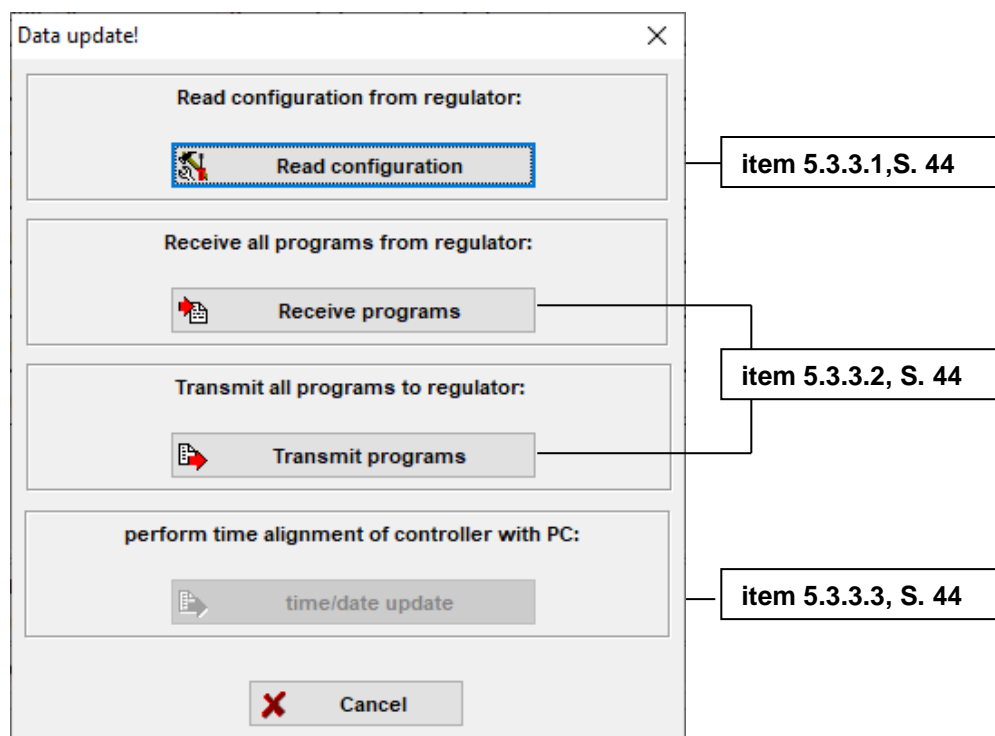 Data update!
Read configuration from regulator:
Read configuration
item 5.3.3.1,S. 44
Receive all programs from regulator:
Receive programs
item 5.3.3.2, S. 44
Transmit all programs to regulator:
Transmit programs
perform time alignment of controller with PC:
time/date update
item 5.3.3.3, S. 44
Cancel